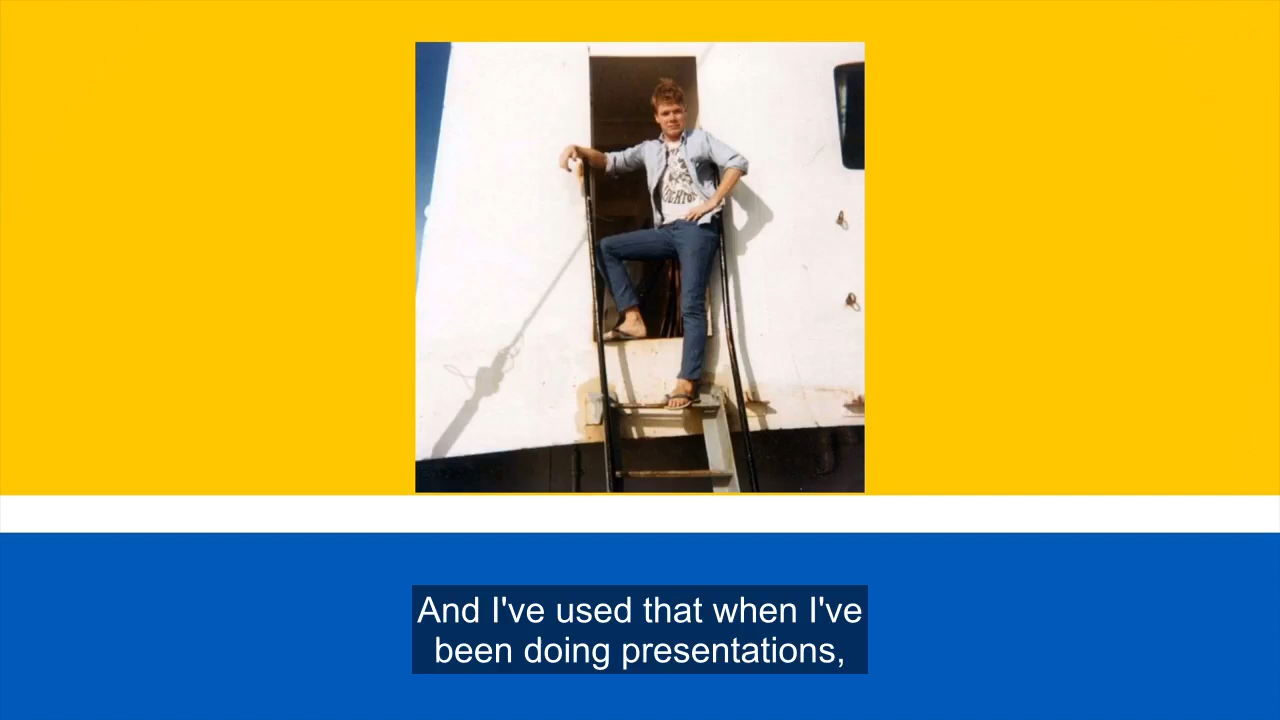 And I've used that when I've
been doing presentations,